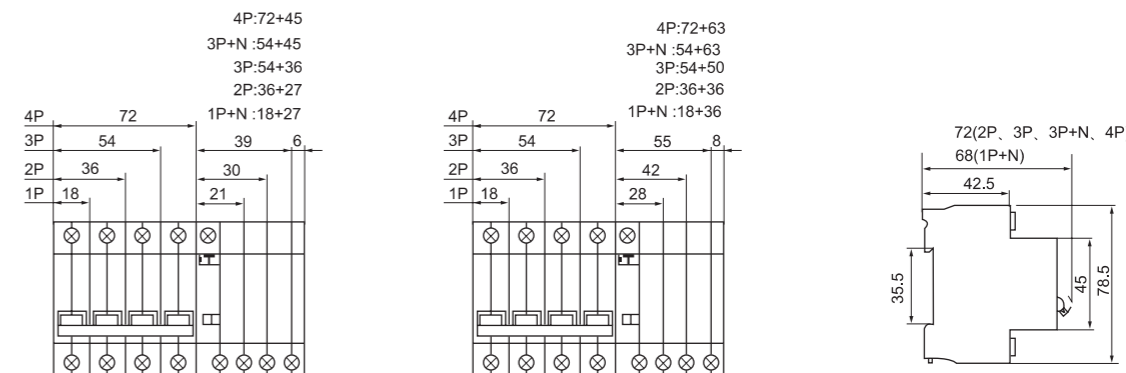 4P:72+45
3P+N :54+45
3P:54+36
2P:36+27
1P+N :18+27
4P 72
3P 54 39 6
2P 36 30
1P 18 21
4P:72+63
3P+N :54+63
3P:54+50
2P:36+36
1P+N :18+36
4P 72
3P 54 55 8
2P 36 42
1P 18 28
72(2P、3P、3P+N、4P
68(1P+N)
42.5
35.5
45
78.5